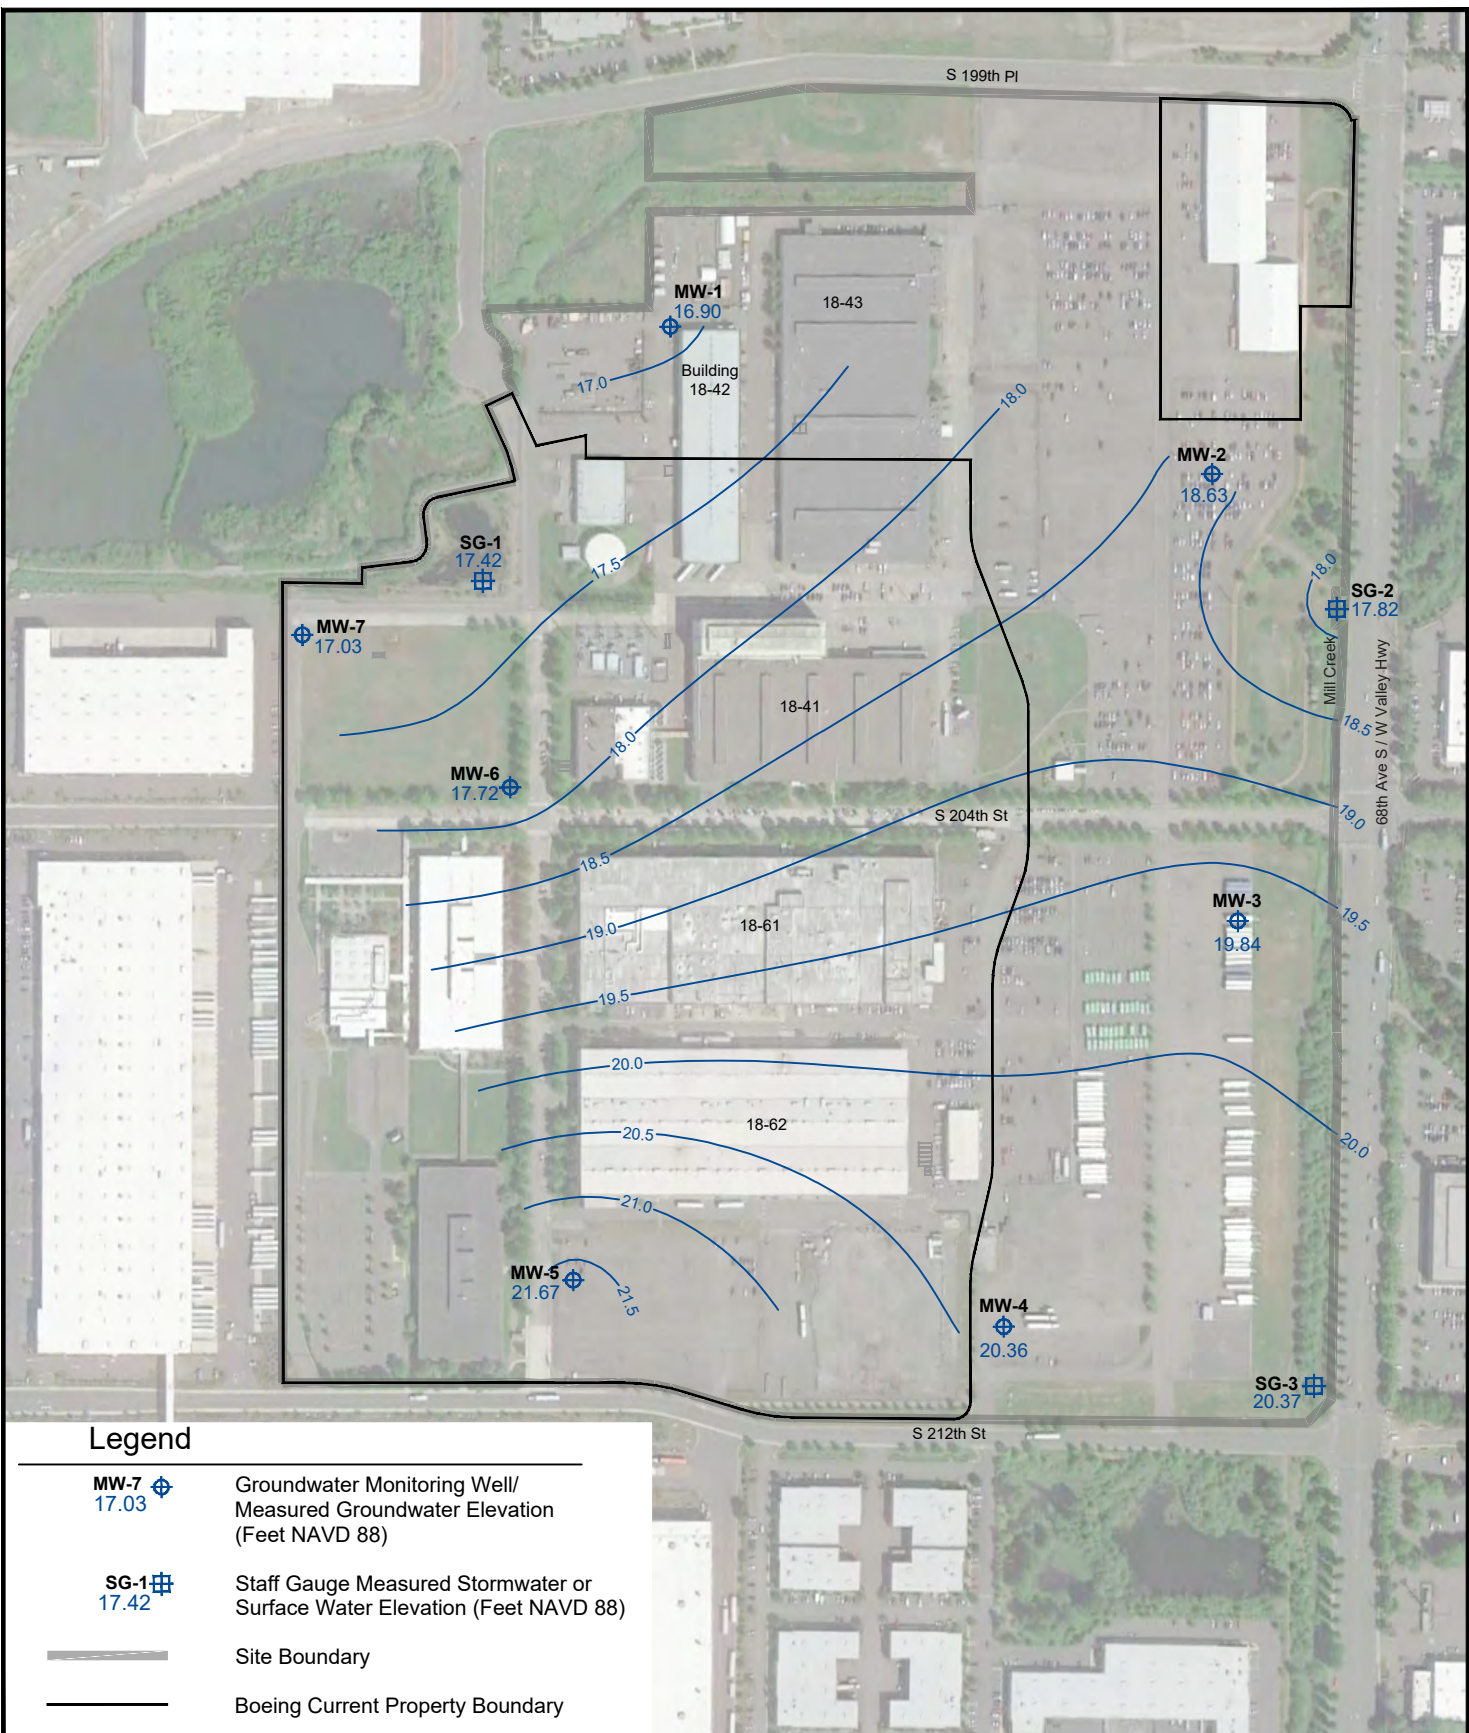 S 199th Pl
MW-1
16.90
18-43
Building
18-42
17.0
18.0
MW-2
18.63
SG-1
17.42
17.5
18.0
SG-2
17.82
MW-7
17.03
Mill Creek
68th Ave S / W Valley Hwy
18-41
18.5
18.0
MW-6
17.72
S 204th St
19.0
18.5
MW-3
19.84
19.5
18-61
19.0
19.5
20.0
18-62
20.5
20.0
21.0
MW-5
21.67
21.5
MW-4
20.36
SG-3
20.37
S 212th St
Legend
MW-7
17.03
Groundwater Monitoring Well/
Measured Groundwater Elevation
(Feet NAVD 88)
SG-1
17.42
Staff Gauge Measured Stormwater or
Surface Water Elevation (Feet NAVD 88)
Site Boundary
Boeing Current Property Boundary